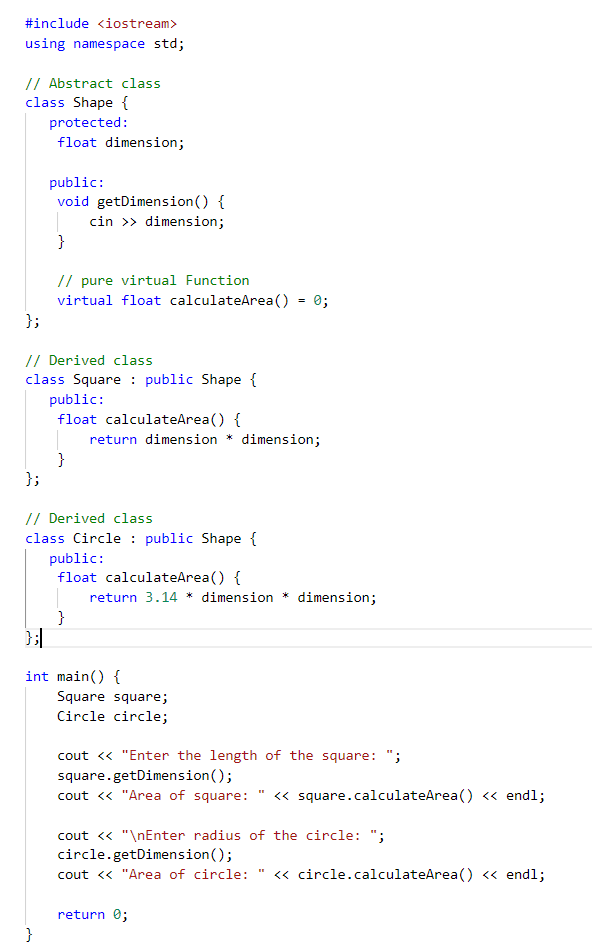 #include <iostream>
using namespace std;

// Abstract class
class Shape {
   protected:
    float dimension;

   public:
    void getDimension() {
        cin >> dimension;
    }

    // pure virtual Function
    virtual float calculateArea() = 0;
};

// Derived class
class Square : public Shape {
   public:
    float calculateArea() {
        return dimension * dimension;
    }
};

// Derived class
class Circle : public Shape {
   public:
    float calculateArea() {
        return 3.14 * dimension * dimension;
    }
};

int main() {
    Square square;
    Circle circle;

    cout << "Enter the length of the square: ";
    square.getDimension();
    cout << "Area of square: " << square.calculateArea() << endl;

    cout << "\nEnter radius of the circle: ";
    circle.getDimension();
    cout << "Area of circle: " << circle.calculateArea() << endl;

    return 0;
}